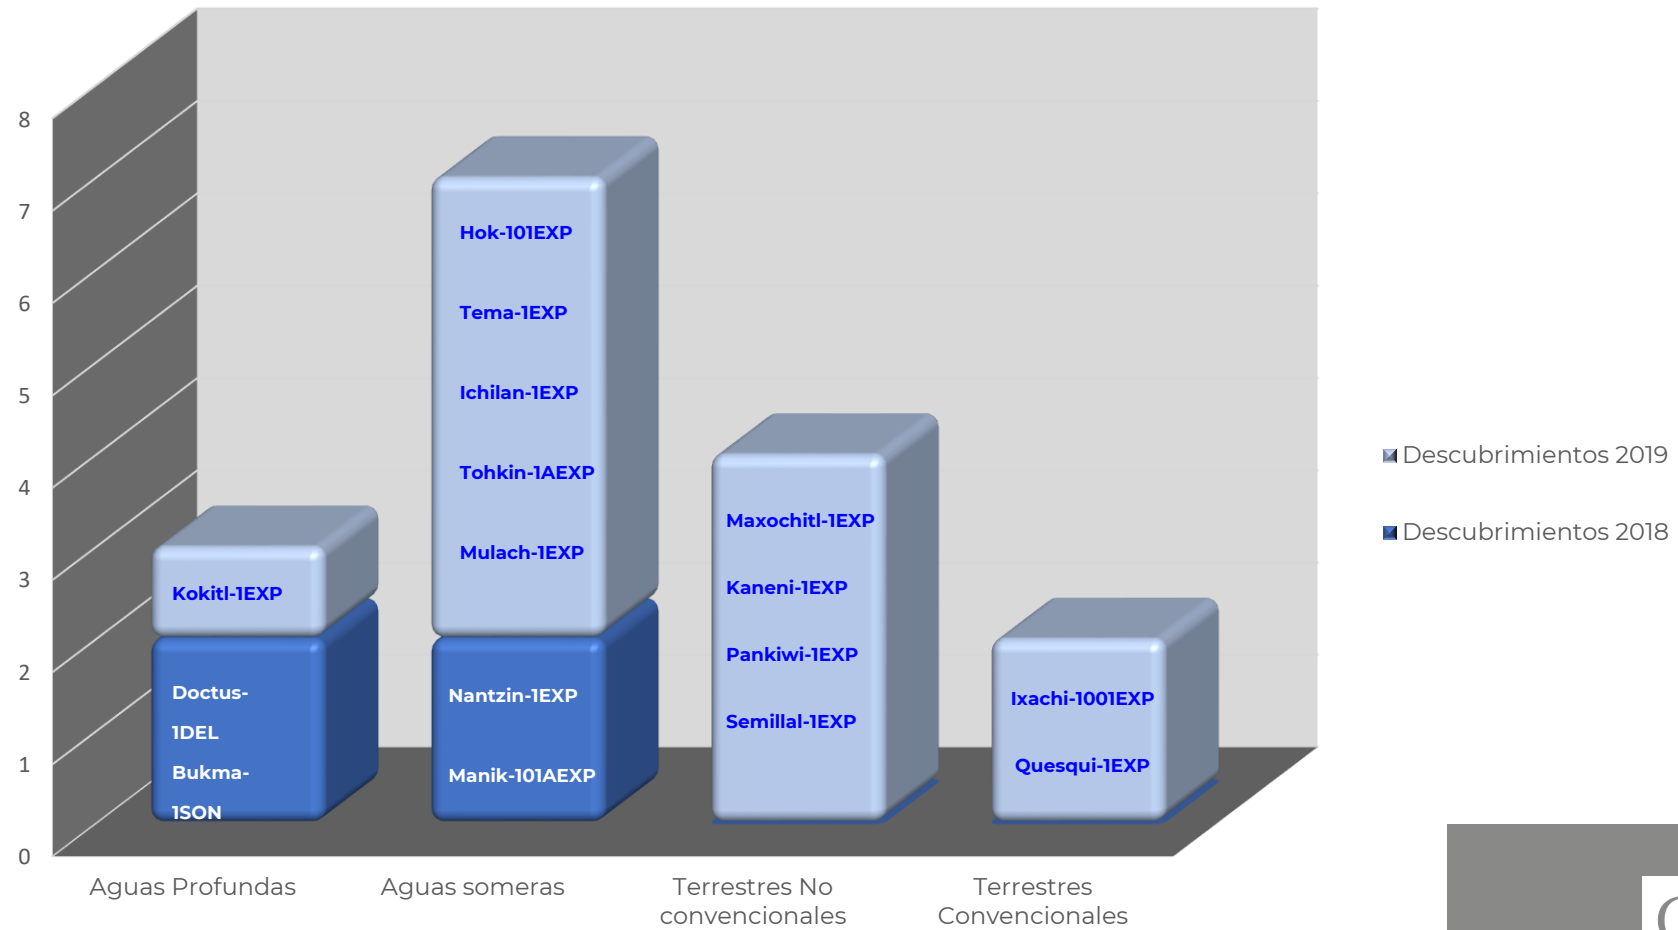 8
7
6
5
4
3
2
1
0
Kokitl-1EXP
Doctus-
1DEL
Bukma-
1SON
Hok-101EXP
Tema-1EXP
Ichilan-1EXP
Tohkin-1AEXP
Mulach-1EXP
Nantzin-1EXP
Manik-101AEXP
Maxochitl-1EXP
Kaneni-1EXP
Pankiwi-1EXP
Semillal-1EXP
Ixachi-1001EXP
Quesqui-1EXP
Aguas Profundas
Aguas someras
Terrestres No
convencionales
Terrestres
Convencionales
Descubrimientos 2019
Descubrimientos 2018